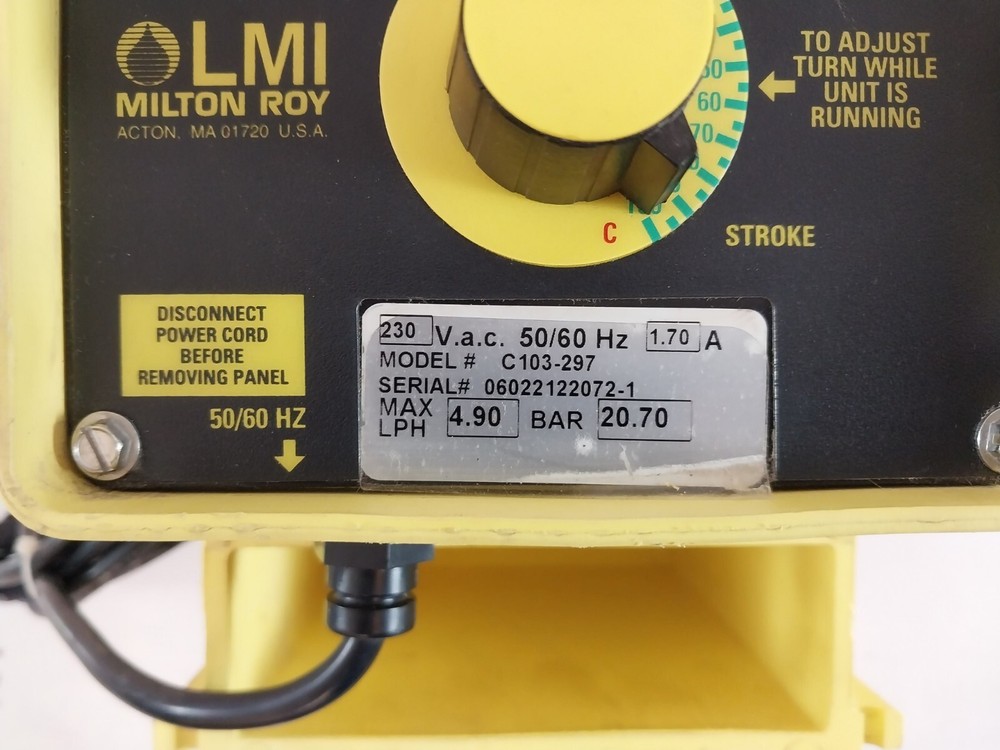 LMI
MILTON ROY
ACTON, MA 01720 U.S.A.
60
70
C
TO ADJUST
TURN WHILE
UNIT IS
RUNNING
STROKE
DISCONNECT
POWER CORD
BEFORE
REMOVING PANEL
50/60 HZ
230 V.a.c. 50/60 Hz 1.70 A
MODEL # C103-297
SERIAL# 06022122072-1
MAX
LPH 4.90 BAR 20.70